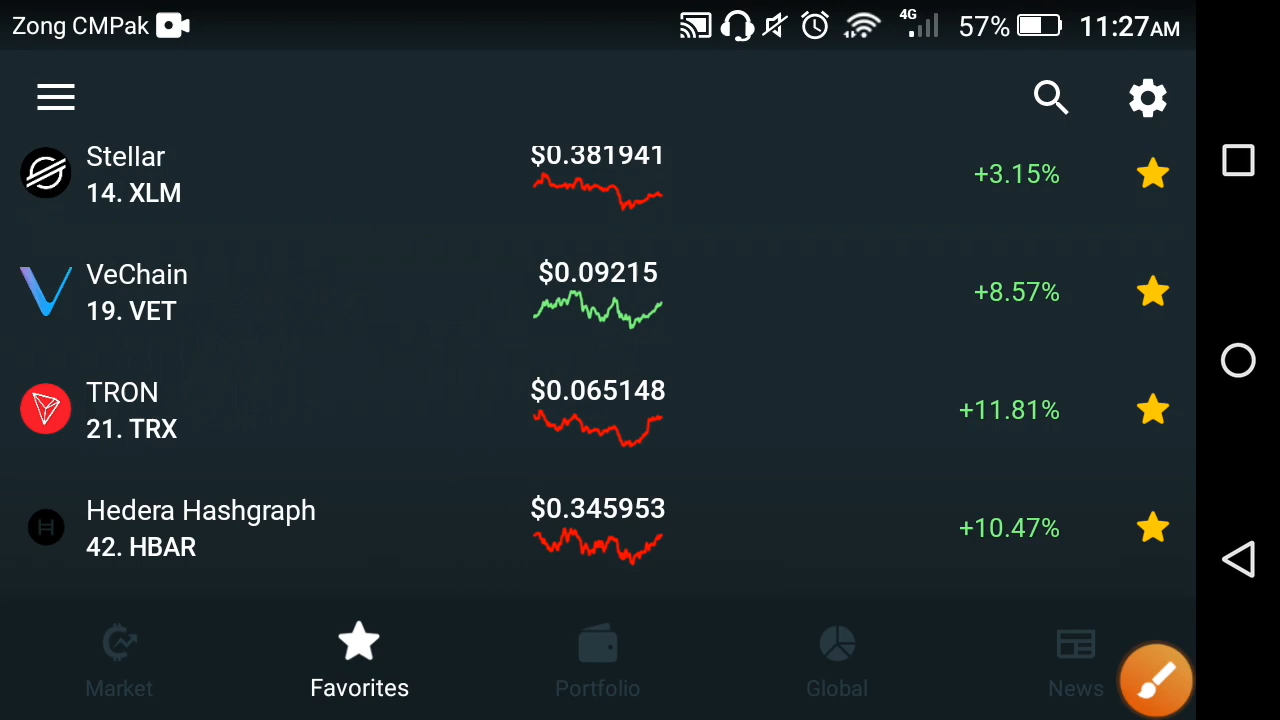 Zong CMPak 4G 57% 11:27AM
Stellar $0.381941 +3.15%
14. XLM
VeChain $0.09215 +8.57%
19. VET
TRON $0.065148 +11.81%
21. TRX
Hedera Hashgraph $0.345953 +10.47%
42. HBAR
Market Favorites Portfolio Global News